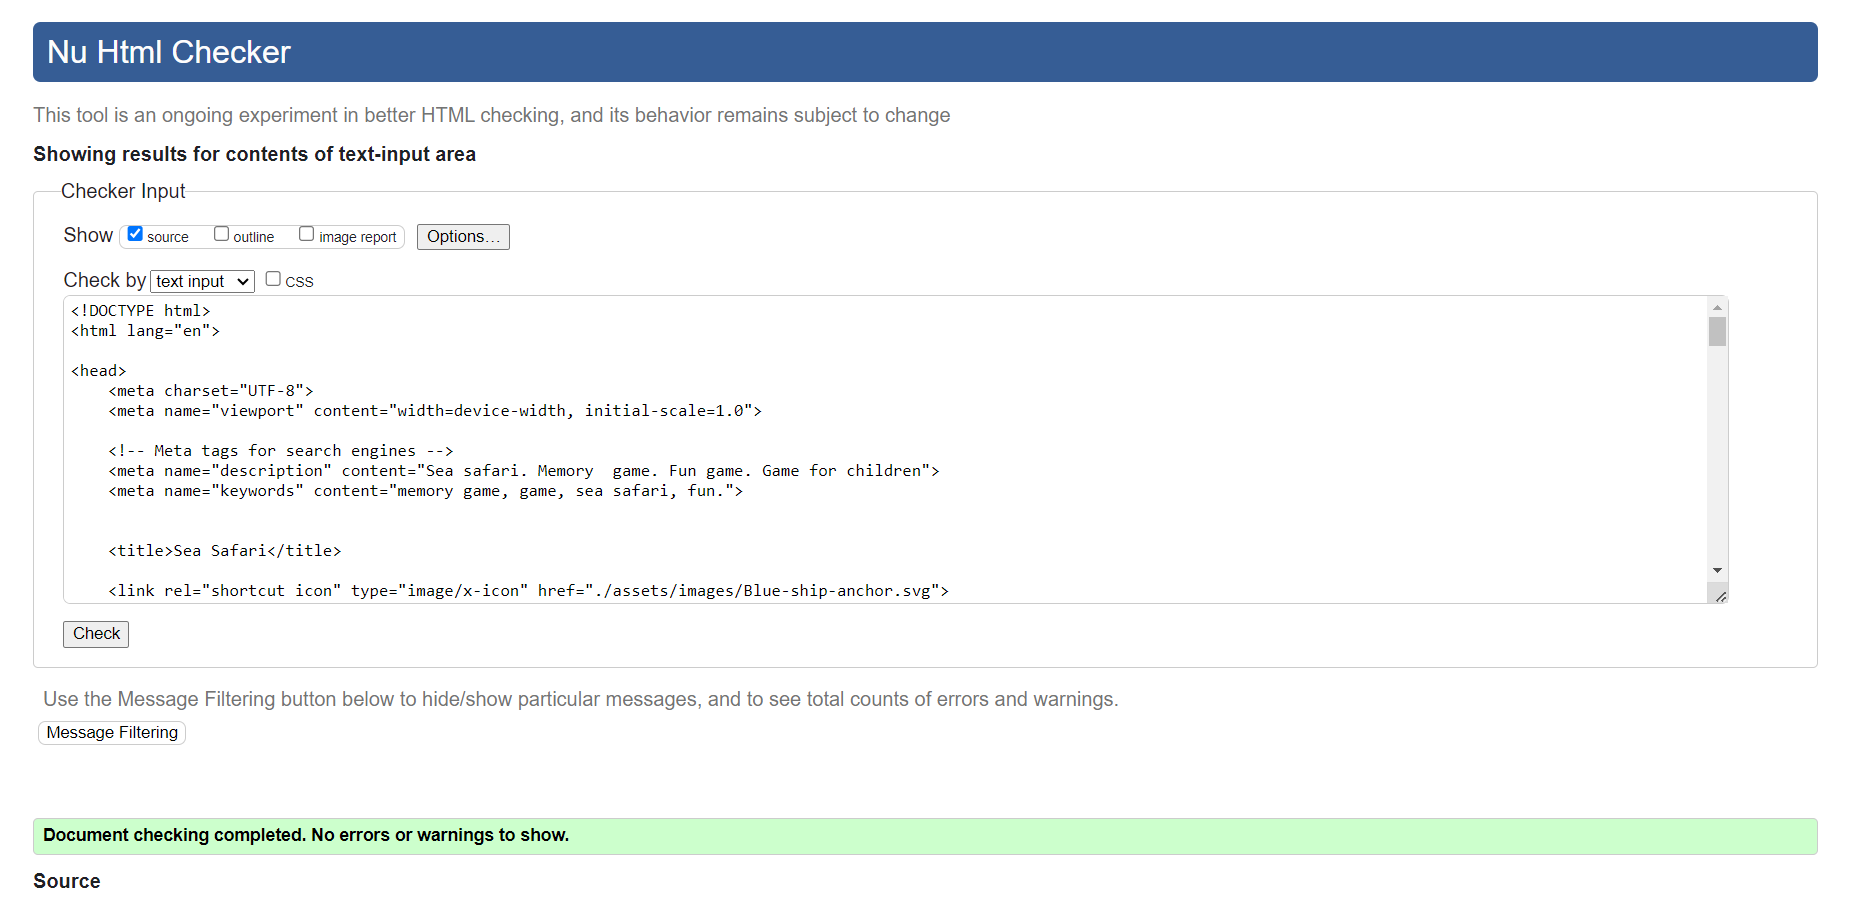 Nu Html Checker
This tool is an ongoing experiment in better HTML checking, and its behavior remains subject to change
Showing results for contents of text-input area
Checker Input
Show source outline image report Options...
Check by text input CSS
<!DOCTYPE html>
<html lang="en">
<head>
    <meta charset="UTF-8">
    <meta name="viewport" content="width=device-width, initial-scale=1.0">
    <!-- Meta tags for search engines -->
    <meta name="description" content="Sea safari. Memory  game. Fun game. Game for children">
    <meta name="keywords" content="memory game, game, sea safari, fun.">
    <title>Sea Safari</title>
    <link rel="shortcut icon" type="image/x-icon" href="./assets/images/Blue-ship-anchor.svg">
Check
Use the Message Filtering button below to hide/show particular messages, and to see total counts of errors and warnings.
Message Filtering
Document checking completed. No errors or warnings to show.
Source